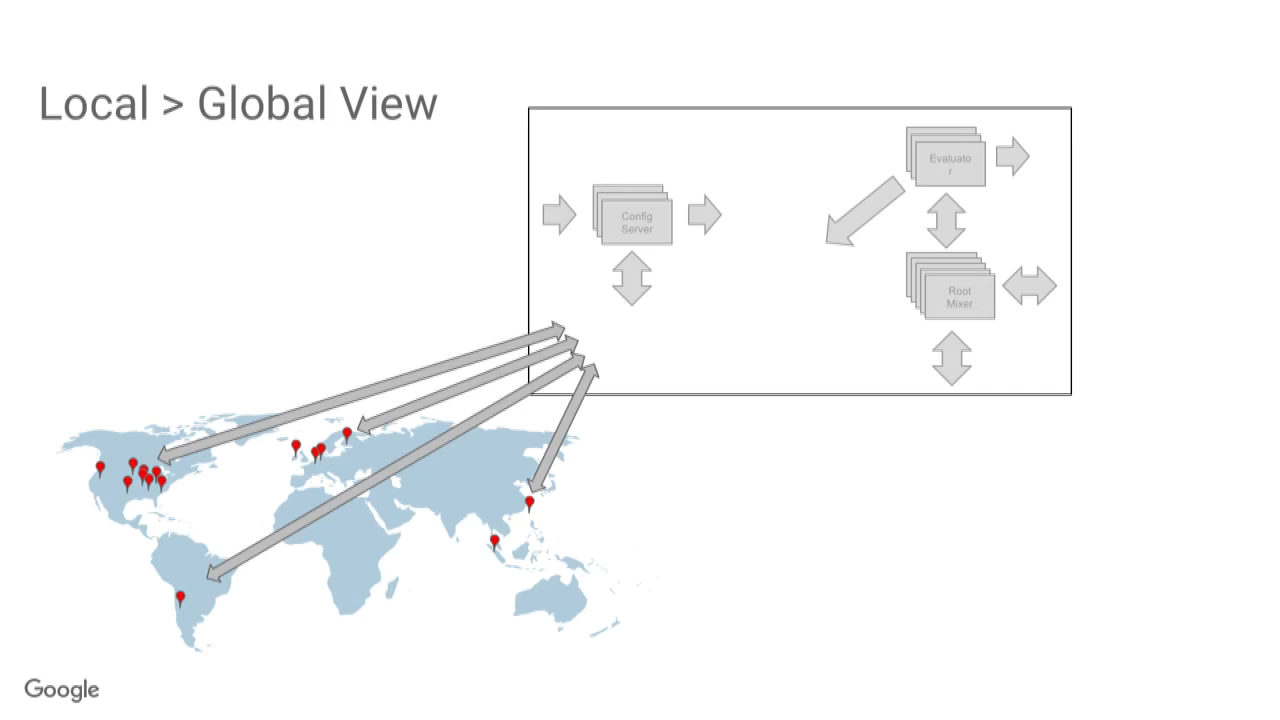 Local > Global View
Evaluato
r
Config
Server
Root
Mixer
Google